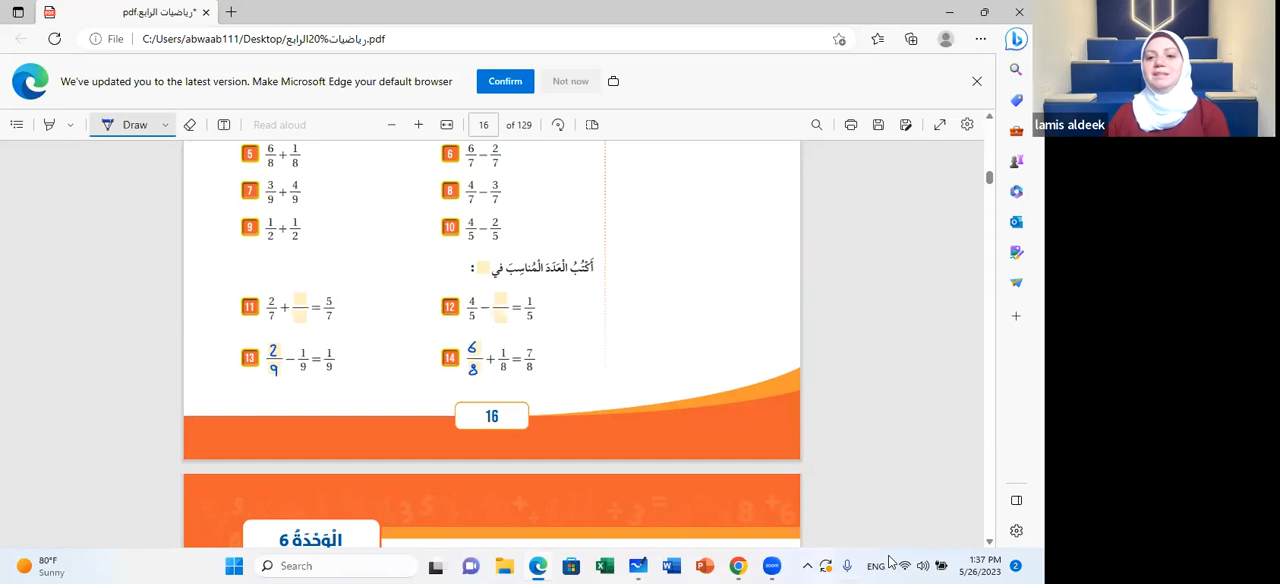 رياضيات الرابع.pdf*
File
C:/Users/abwaab111/Desktop/رياضيات%20الرابع.pdf
We've updated you to the latest version. Make Microsoft Edge your default browser
Confirm
Not now
lamis aldeek
Draw
Read aloud
16 of 129
5 6/8 + 1/8
6 6/7 − 2/7
7 3/9 + 4/9
8 4/7 − 3/7
9 1/2 + 1/2
10 4/5 − 2/5
أَكْتُبُ الْعَدَدَ الْمُناسِبَ في :
11 2/7 + — = 5/7
12 4/5 − — = 1/5
13 2/9 − 1/9 = 1/9
14 6/8 + 1/8 = 7/8
16
الْوَحْدَةُ 6
80°F
Sunny
Search
ENG
1:37 PM
5/26/2023
2